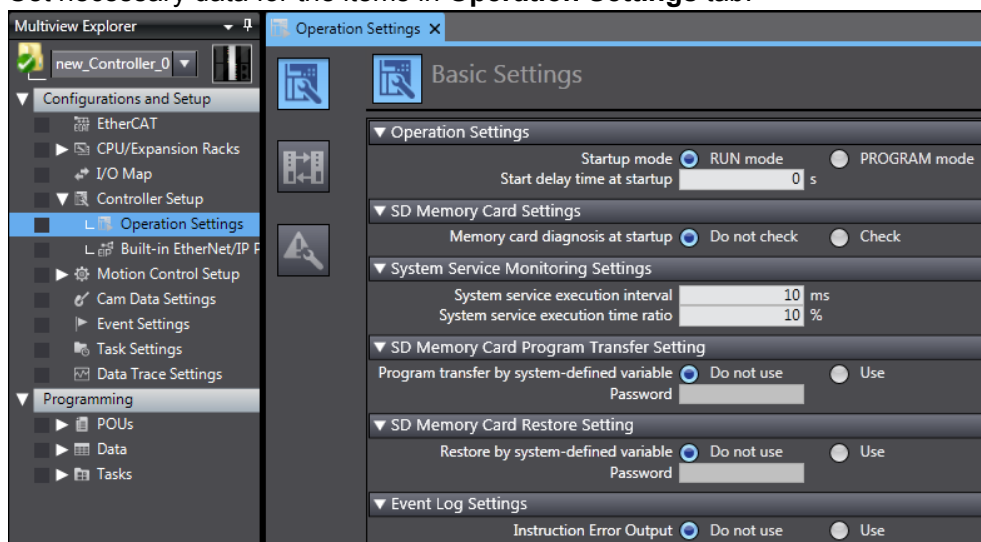 Set necessary data for the items in Operation Settings tab.
Multiview Explorer
new_Controller_0
Configurations and Setup
EtherCAT
CPU/Expansion Racks
I/O Map
Controller Setup
Operation Settings
Built-in EtherNet/IP P
Motion Control Setup
Cam Data Settings
Event Settings
Task Settings
Data Trace Settings
Programming
POUs
Data
Tasks
Operation Settings X
Basic Settings
Operation Settings
Startup mode RUN mode PROGRAM mode
Start delay time at startup 0 s
SD Memory Card Settings
Memory card diagnosis at startup Do not check Check
System Service Monitoring Settings
System service execution interval 10 ms
System service execution time ratio 10 %
SD Memory Card Program Transfer Setting
Program transfer by system-defined variable Do not use Use
Password
SD Memory Card Restore Setting
Restore by system-defined variable Do not use Use
Password
Event Log Settings
Instruction Error Output Do not use Use